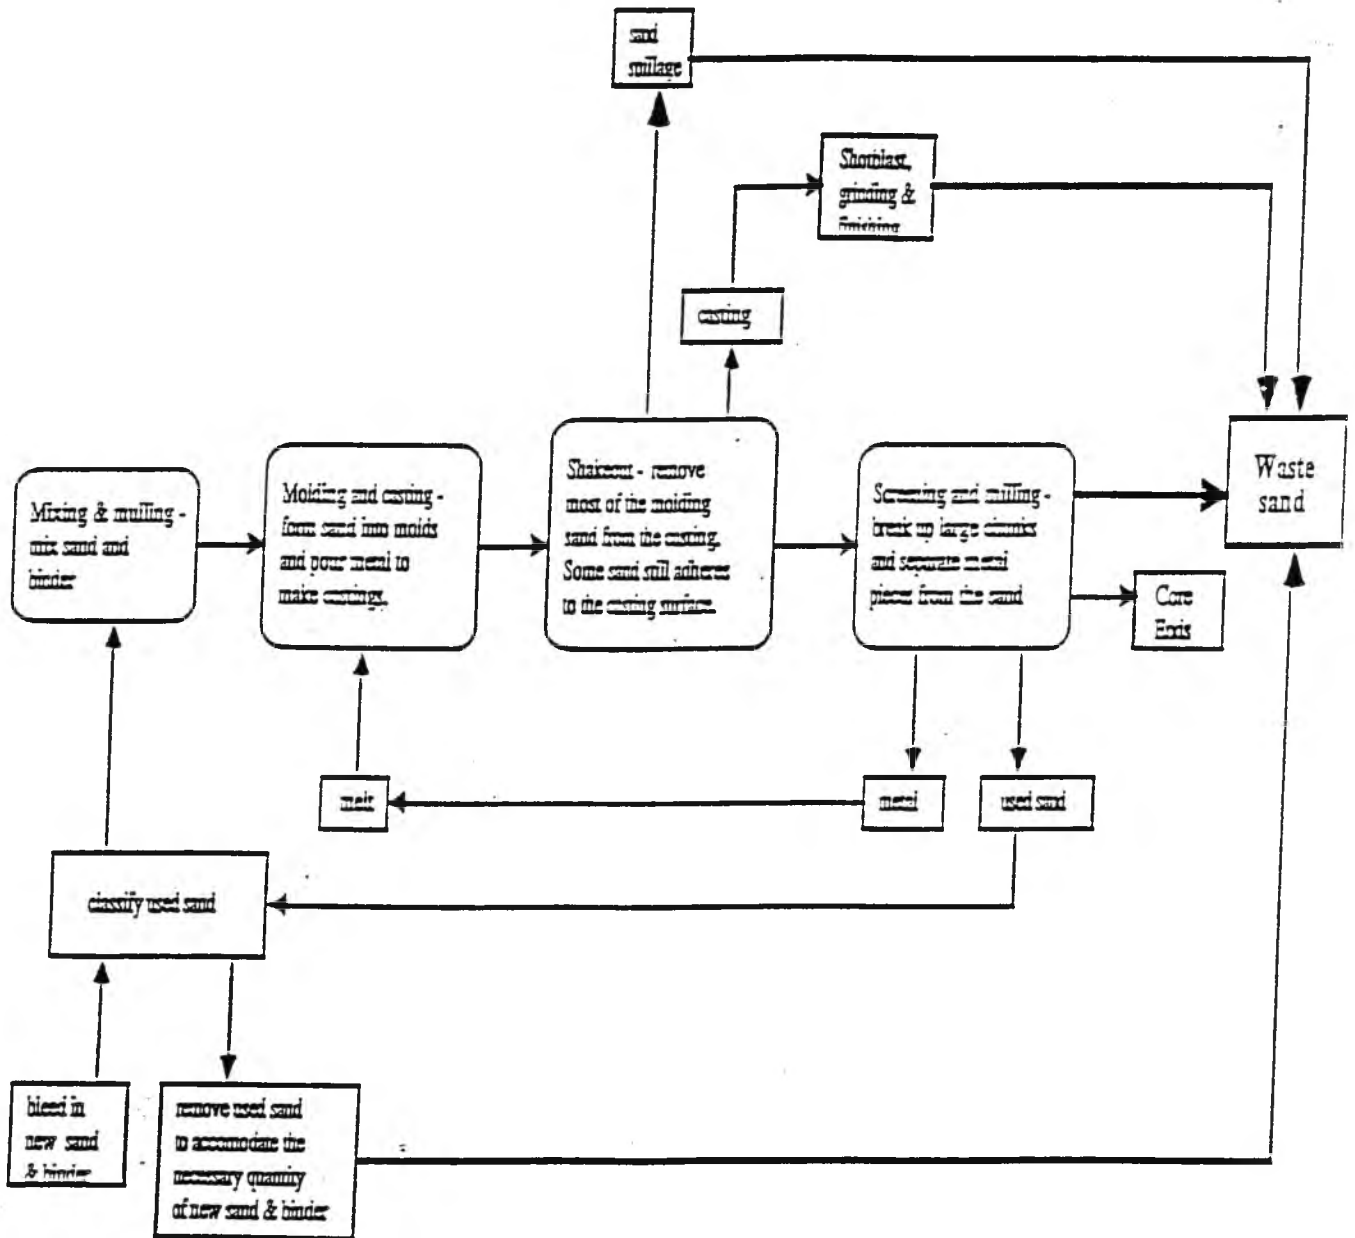 sand
spillage
Shotblast,
grinding &
finishing
casting
Mixing & mulling -
mix sand and
binder
Molding and casting -
form sand into molds
and pour metal to
make castings.
Shakeout - remove
most of the molding
sand from the casting.
Some sand still adheres
to the casting surface.
Screening and milling -
break up large chunks
and separate metal
pieces from the sand
Waste
sand
Core
melt
metal
used sand
classify used sand
bleed in
new sand
& binder
remove used sand
to accomodate the
necessary quantity
of new sand & binder